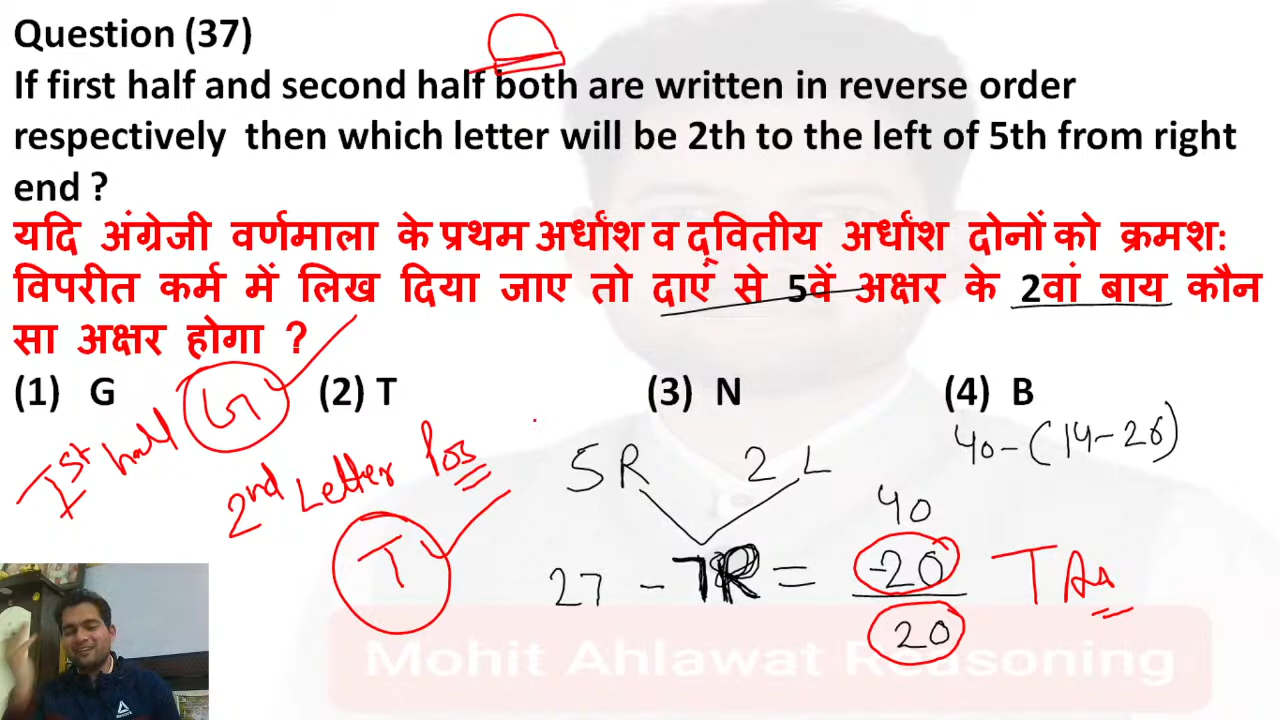 Question (37)
If first half and second half both are written in reverse order
respectively then which letter will be 2th to the left of 5th from right
end ?
यदि अंग्रेजी वर्णमाला के प्रथम अर्धांश व द्वितीय अर्धांश दोनों को क्रमश:
विपरीत कर्म में लिख दिया जाए तो दाएं से 5वें अक्षर के 2वां बाय कौन
सा अक्षर होगा ?
(1) G (2) T (3) N (4) B
Ist half G
2nd Letter Pos
T
5R 2L
40-(14-26)
27 - 7R = 40
-20
20
T Ans
Mohit Ahlawat Reasoning